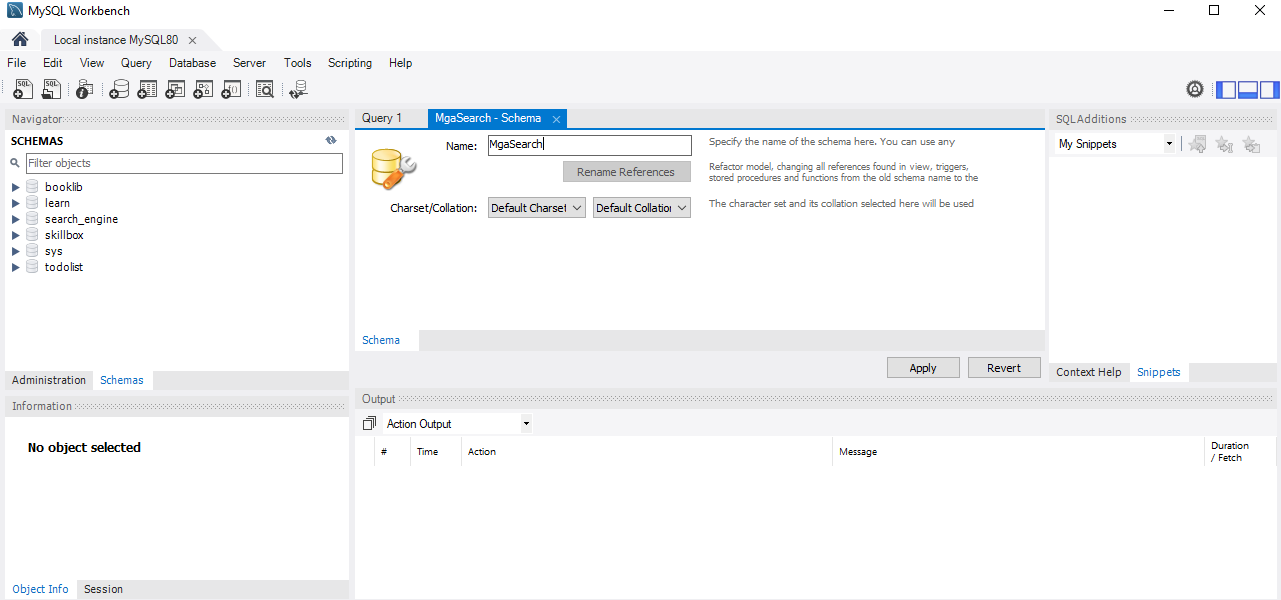 MySQL Workbench
Local instance MySQL80
File Edit View Query Database Server Tools Scripting Help
SQL SQL
Navigator
SCHEMAS
Filter objects
booklib
learn
search_engine
skillbox
sys
todolist
Administration Schemas
Information
No object selected
Object Info Session
Query 1 MgaSearch - Schema
Name: MgaSearch Specify the name of the schema here. You can use any
Rename References Refactor model, changing all references found in view, triggers,
stored procedures and functions from the old schema name to the
Charset/Collation: Default Charset Default Collation The character set and its collation selected here will be used
Schema
Apply Revert
Output
Action Output
# Time Action Message Duration
/ Fetch
SQLAdditions
My Snippets
Context Help Snippets